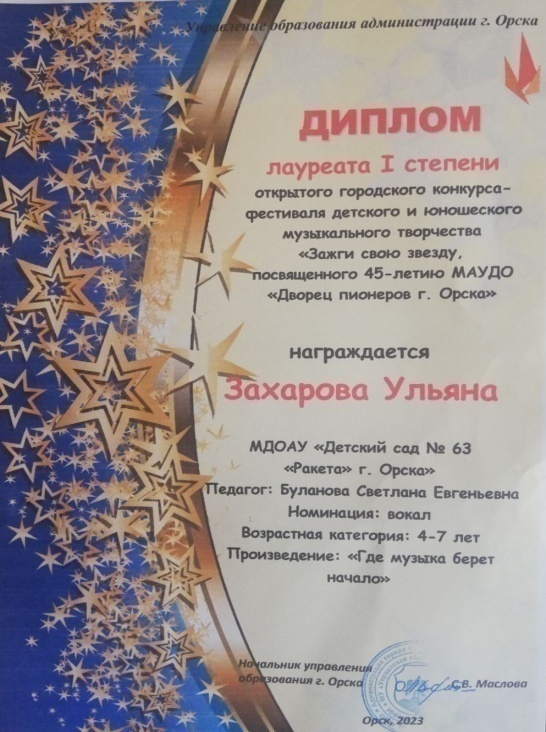 Управление образования администрации г. Орска
ДИПЛОМ
лауреата I степени
открытого городского конкурса-
фестиваля детского и юношеского
музыкального творчества
«Зажги свою звезду,
посвященного 45-летию МАУДО
«Дворец пионеров г. Орска»
награждается
Захарова Ульяна
МДОАУ «Детский сад № 63
«Ракета» г. Орска»
Педагог: Буланова Светлана Евгеньевна
Номинация: вокал
Возрастная категория: 4-7 лет
Произведение: «Где музыка берет
начало»
Начальник управления
образования г. Орска
С.В. Маслова
Орск, 2023